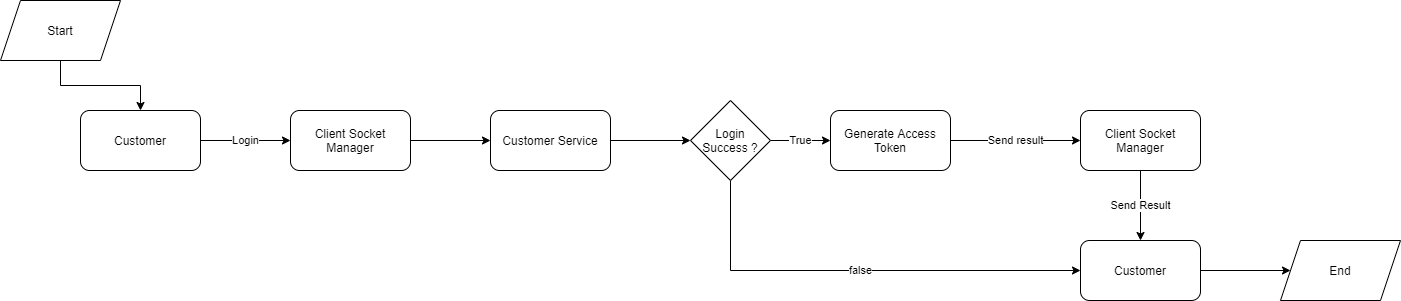 Start
Customer
Login
Client Socket
Manager
Customer Service
Login
Success ?
True
Generate Access
Token
Send result
Client Socket
Manager
Send Result
false
Customer
End